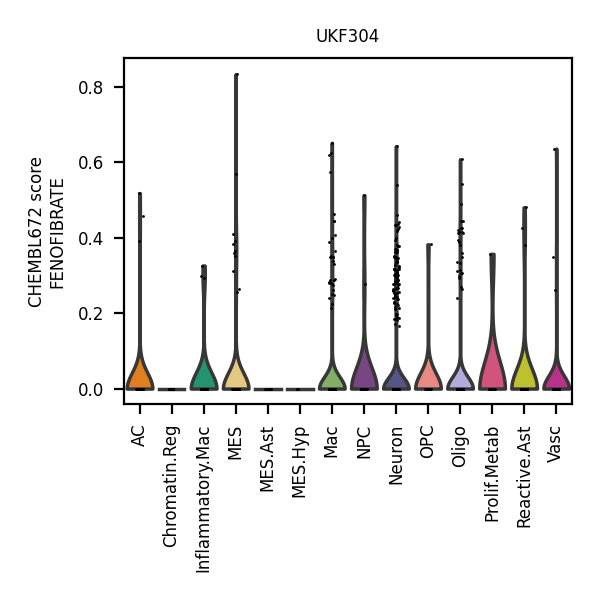 UKF304
CHEMBL672 score
FENOFIBRATE
0.8
0.6
0.4
0.2
0.0
AC
Chromatin.Reg
Inflammatory.Mac
MES
MES.Ast
MES.Hyp
Mac
NPC
Neuron
OPC
Oligo
Prolif.Metab
Reactive.Ast
Vasc